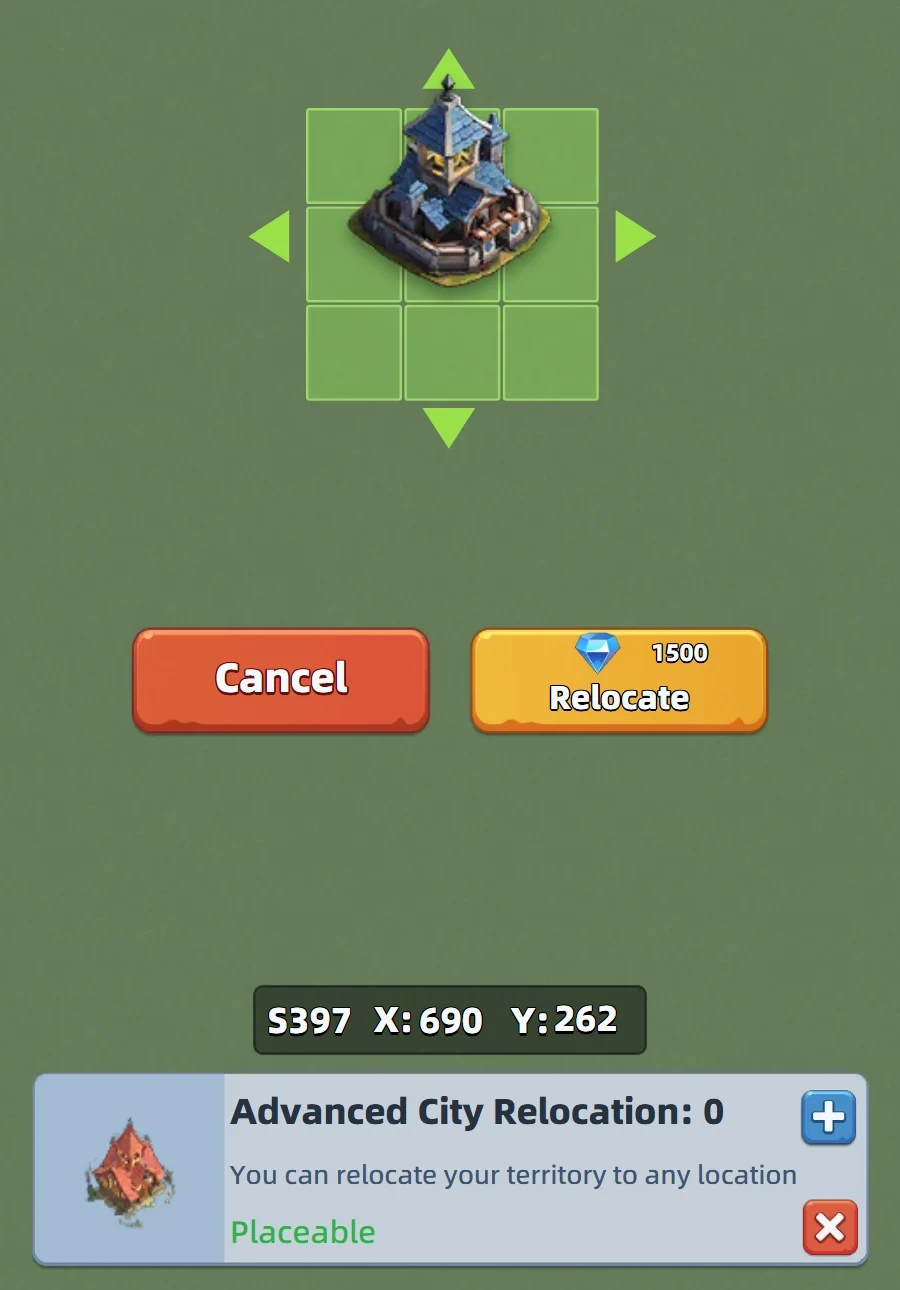 Cancel
1500
Relocate
S397 X: 690 Y: 262
Advanced City Relocation: 0
You can relocate your territory to any location
Placeable